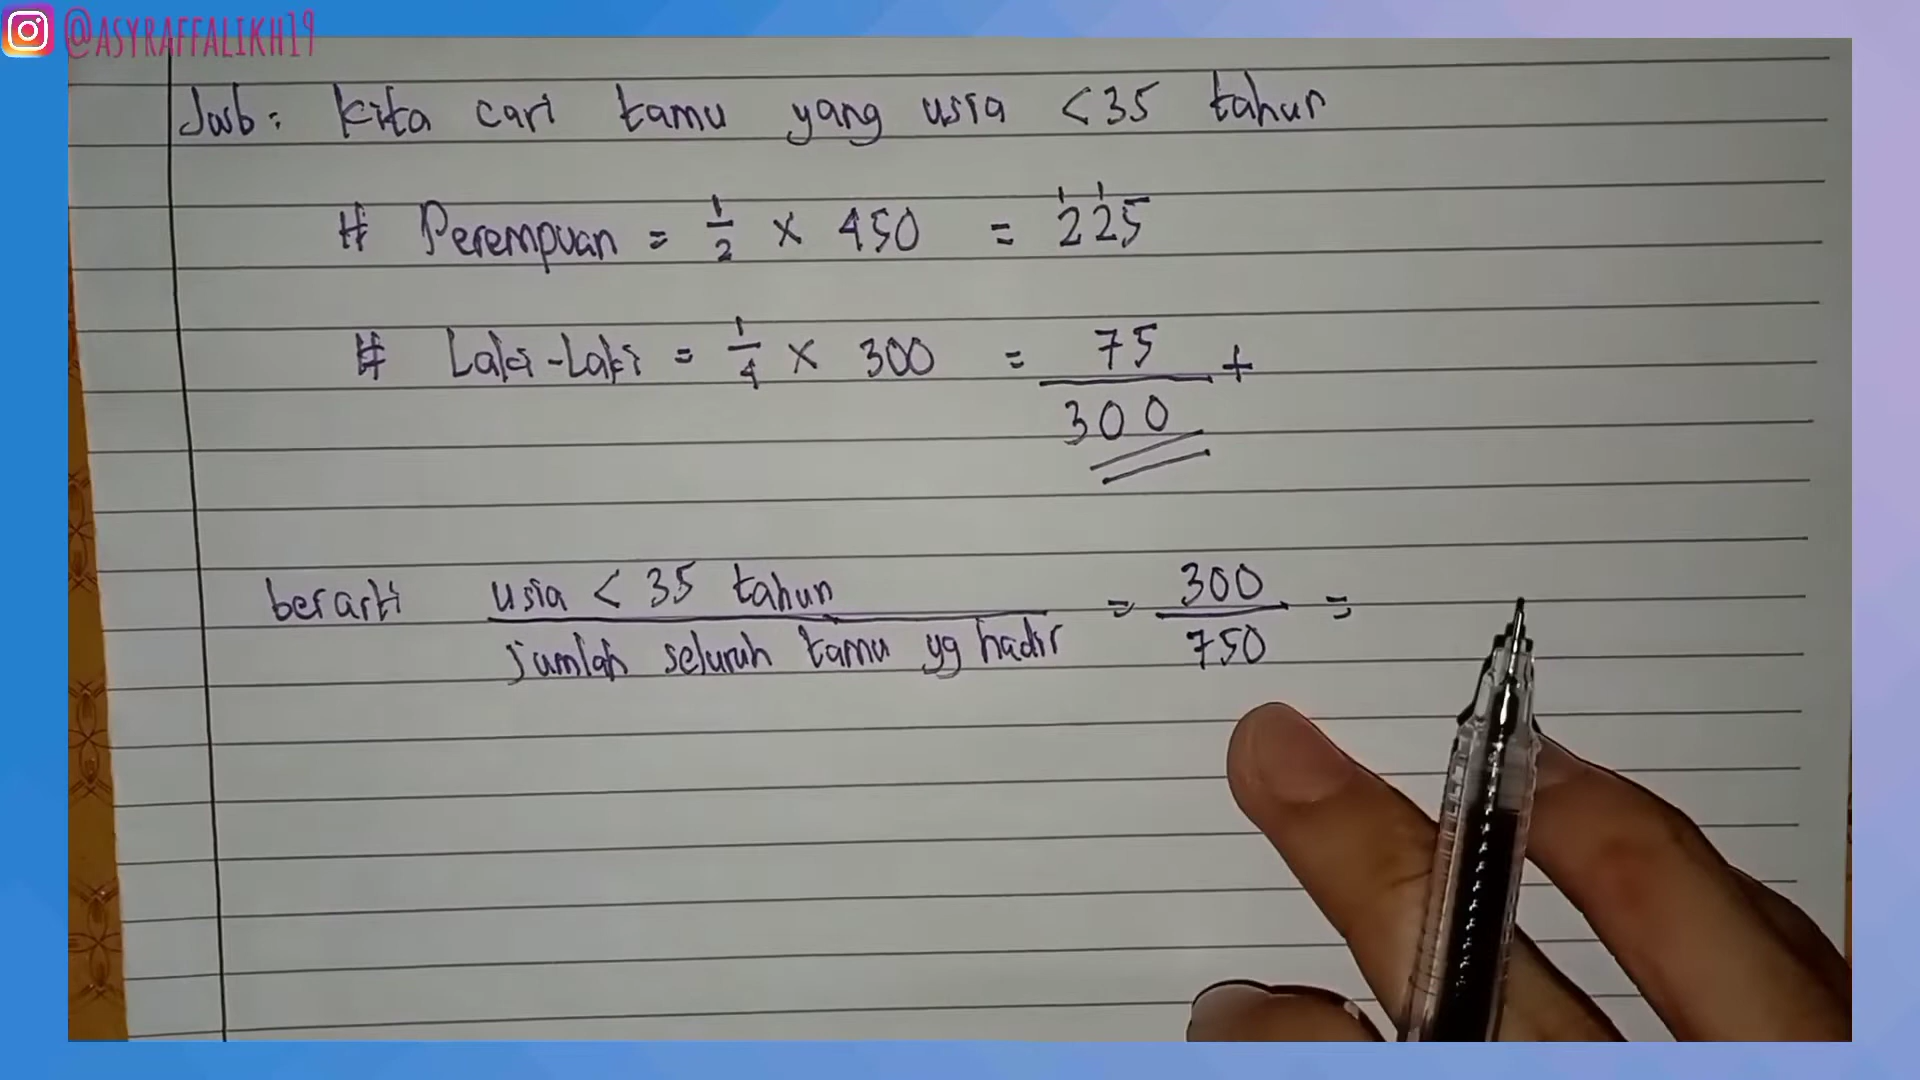 @ASYRAFFALIKH19
Jwb: Kita cari tamu yang usia < 35 tahun
# Perempuan = 1/2 x 450 = 225
# Laki-Laki = 1/4 x 300 = 75 +
300
berarti usia < 35 tahun / jumlah seluruh tamu yg hadir = 300/750 =